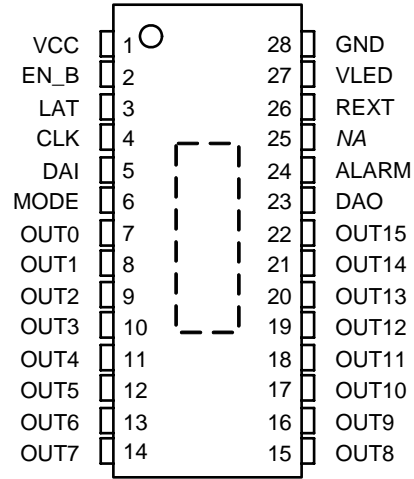 VCC 1 28 GND
EN_B 2 27 VLED
LAT 3 26 REXT
CLK 4 25 NA
DAI 5 24 ALARM
MODE 6 23 DAO
OUT0 7 22 OUT15
OUT1 8 21 OUT14
OUT2 9 20 OUT13
OUT3 10 19 OUT12
OUT4 11 18 OUT11
OUT5 12 17 OUT10
OUT6 13 16 OUT9
OUT7 14 15 OUT8